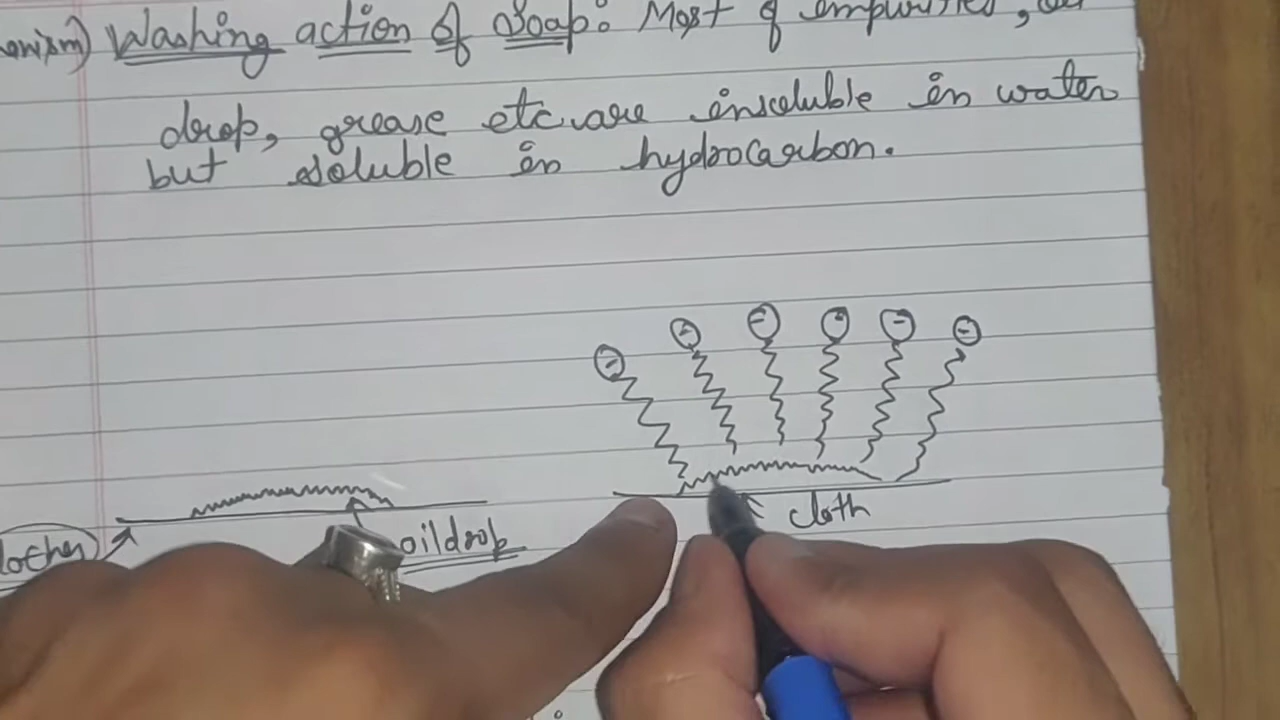 Washing action of Soap: Most of empurities,
drop, grease etc. are insoluble in water
but soluble in hydrocarbon.
cloth
oildrop